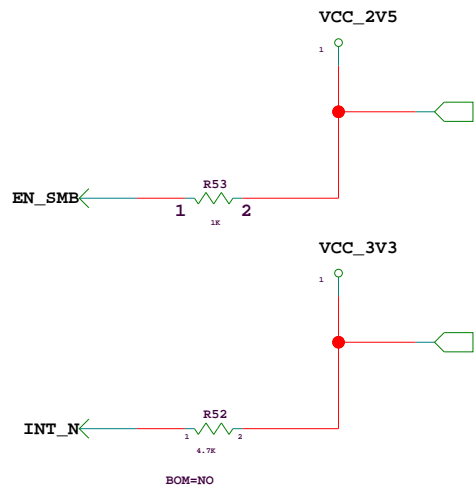 VCC_2V5
1
R53
EN_SMB
1 2
1K
VCC_3V3
1
R52
INT_N
1 2
4.7K
BOM=NO